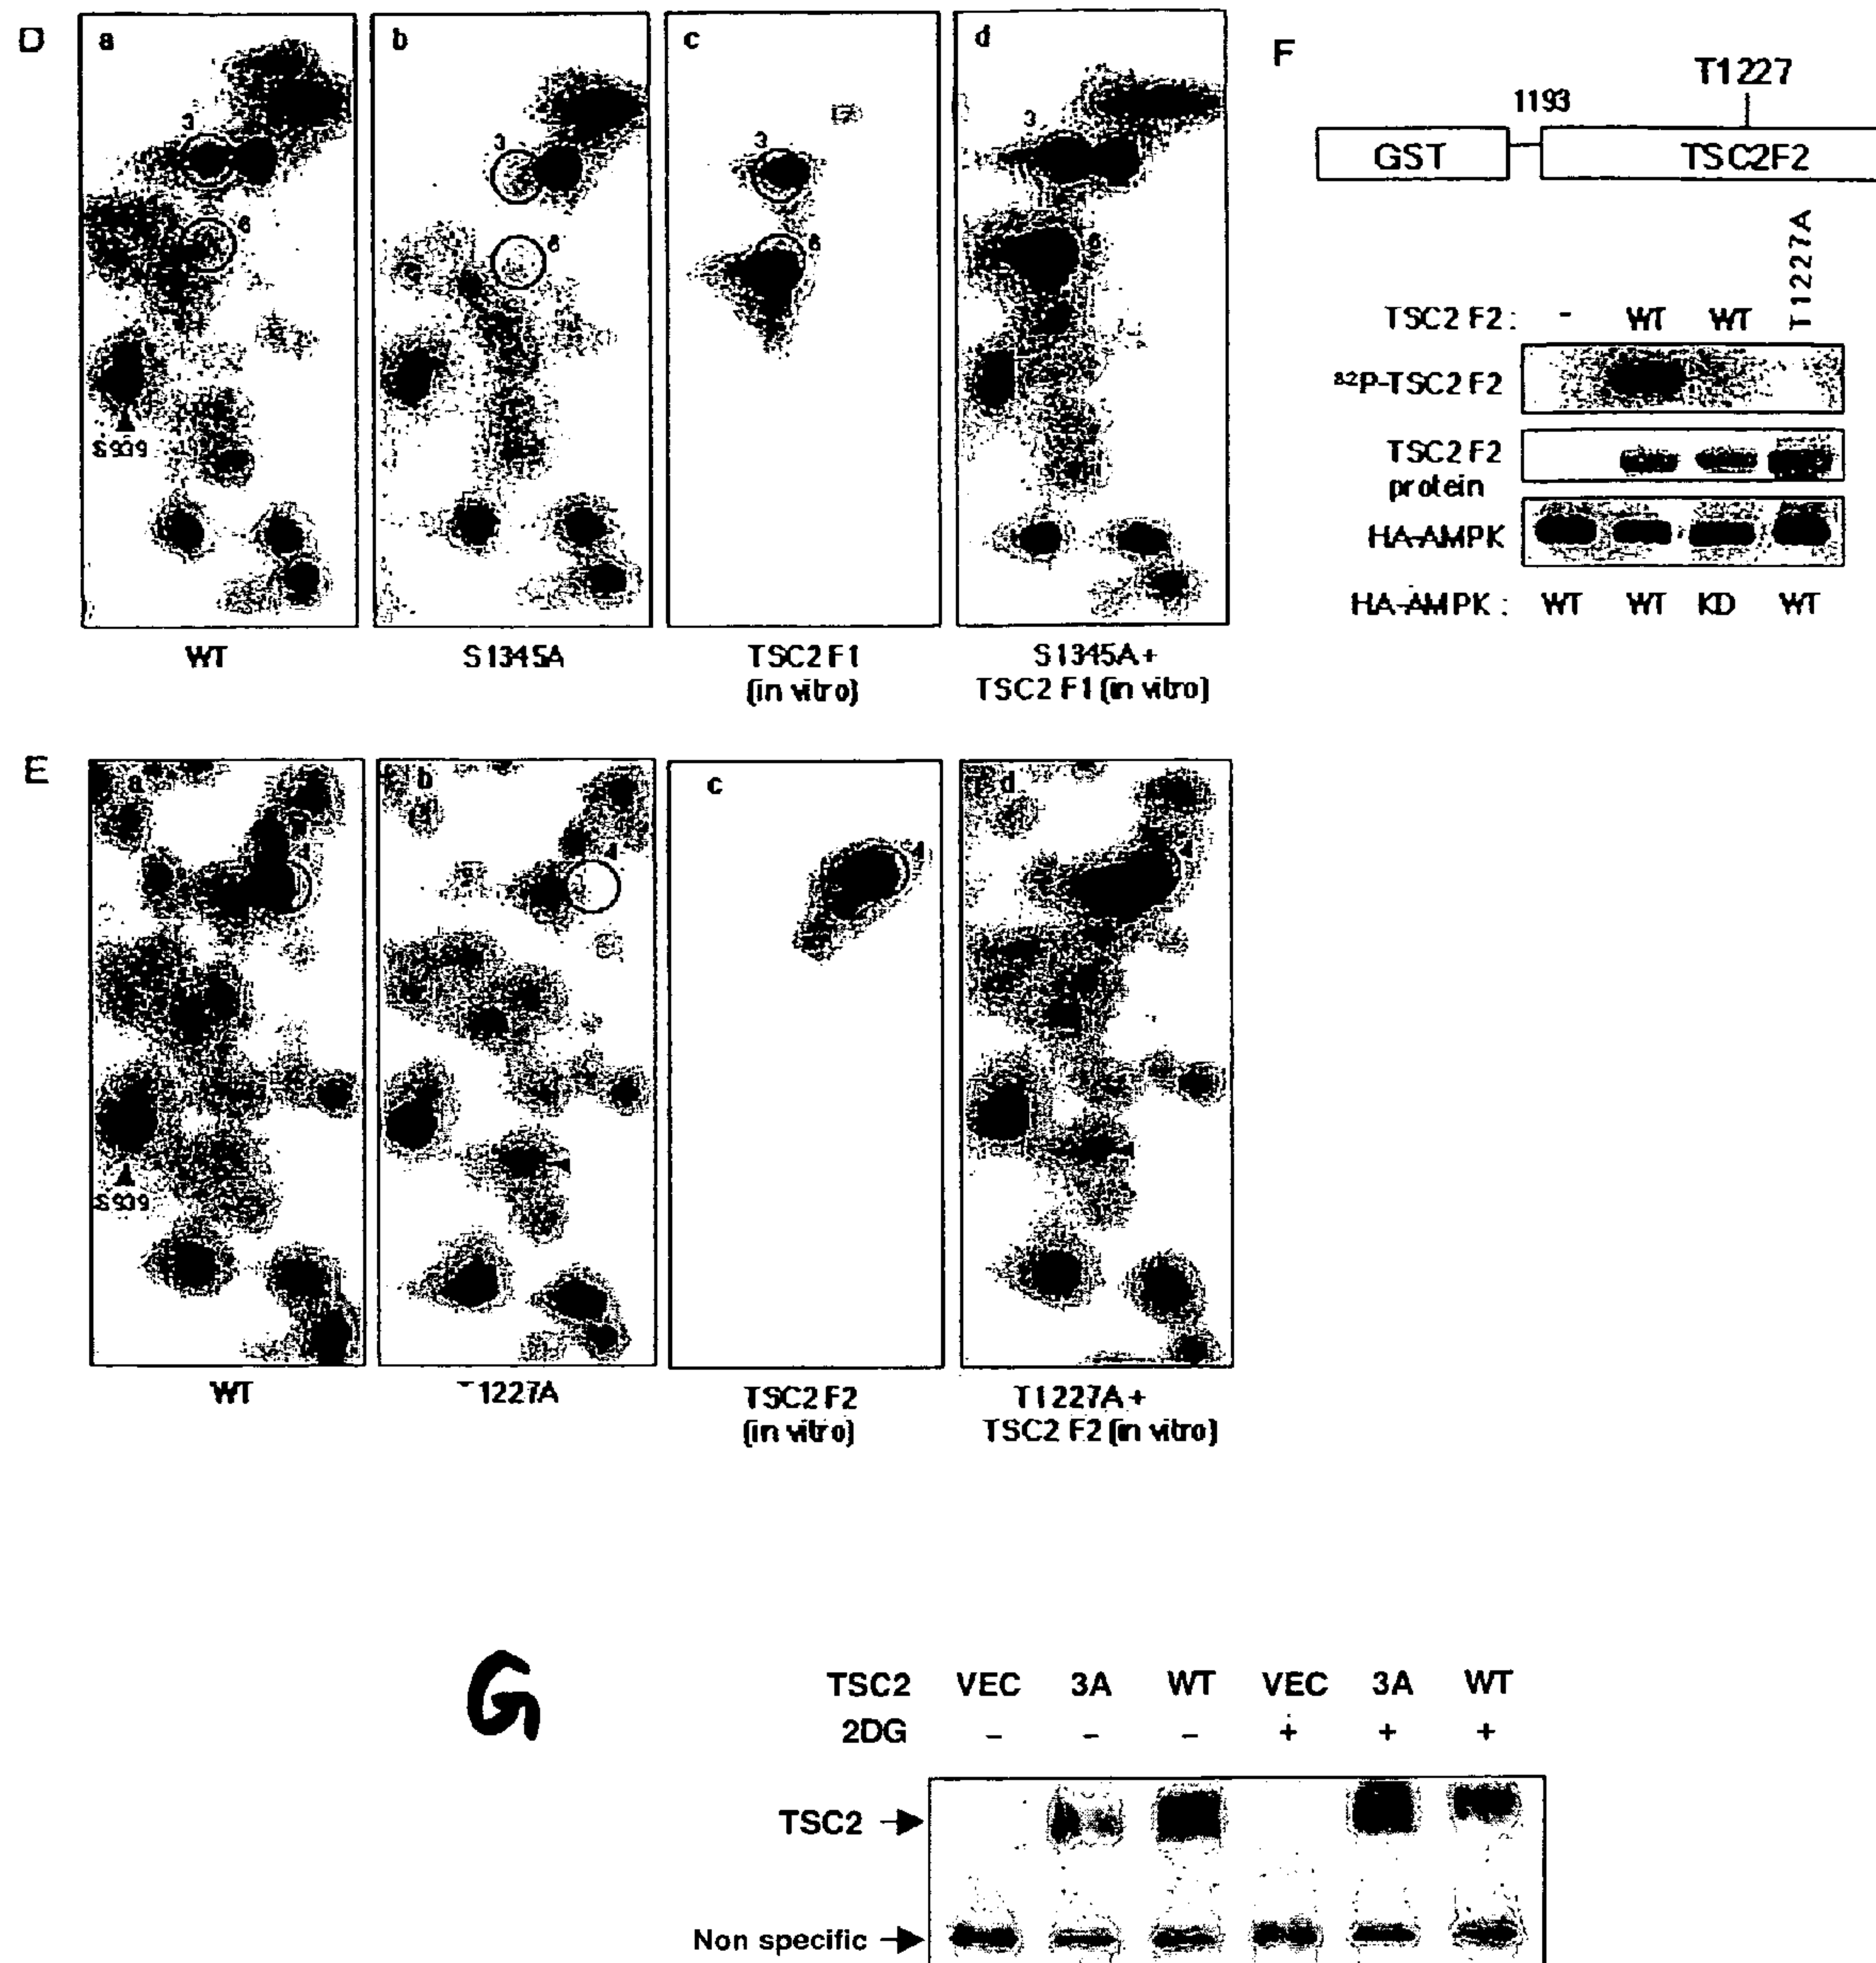 D
a
b
c
d
3
3
3
3
6
6
6
6
S939
WT
S1345A
TSC2 F1
(in vitro)
S1345A+
TSC2 F1 (in vitro)
F
T1227
1193
GST
TSC2F2
TSC2 F2 : - WT WT T1227A
32P-TSC2 F2
TSC2 F2
protein
HA-AMPK
HA-AMPK : WT WT KD WT
E
a
b
c
d
4
4
4
4
S939
WT
1227A
TSC2 F2
(in vitro)
T1227A+
TSC2 F2 (in vitro)
G
TSC2 VEC 3A WT VEC 3A WT
2DG - - - + + +
TSC2
Non specific